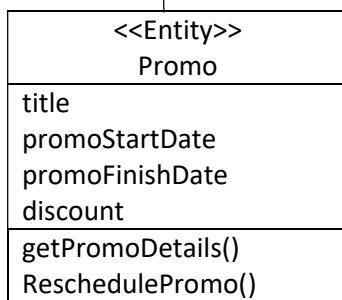 <<Entity>>
Promo
title
promoStartDate
promoFinishDate
discount
getPromoDetails()
ReschedulePromo()